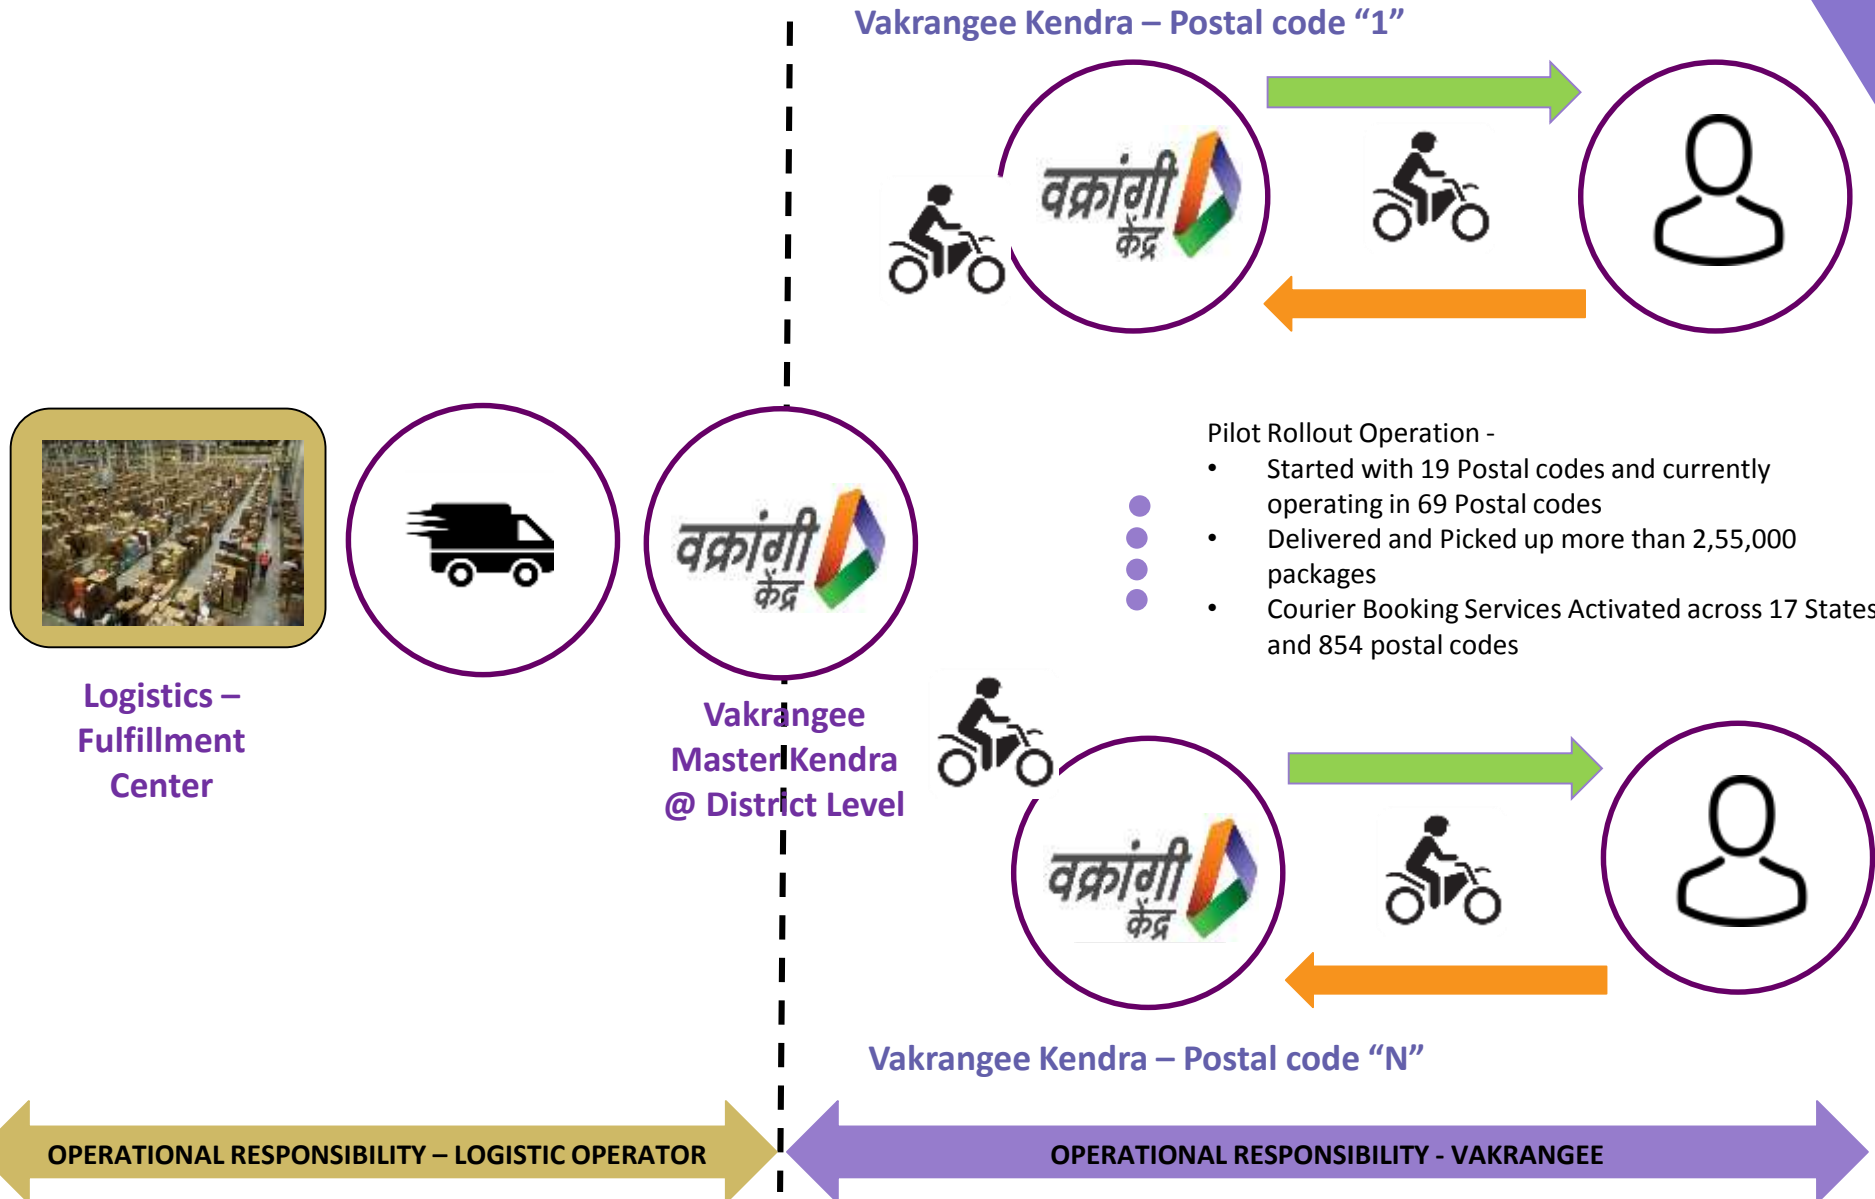 Vakrangee Kendra – Postal code “1”
वक्रांगी
केंद्र
Pilot Rollout Operation -
• Started with 19 Postal codes and currently
operating in 69 Postal codes
• Delivered and Picked up more than 2,55,000
packages
• Courier Booking Services Activated across 17 States
and 854 postal codes
वक्रांगी
केंद्र
Logistics –
Fulfillment
Center
Vakrangee
Master Kendra
@ District Level
वक्रांगी
केंद्र
Vakrangee Kendra – Postal code “N”
OPERATIONAL RESPONSIBILITY – LOGISTIC OPERATOR
OPERATIONAL RESPONSIBILITY - VAKRANGEE